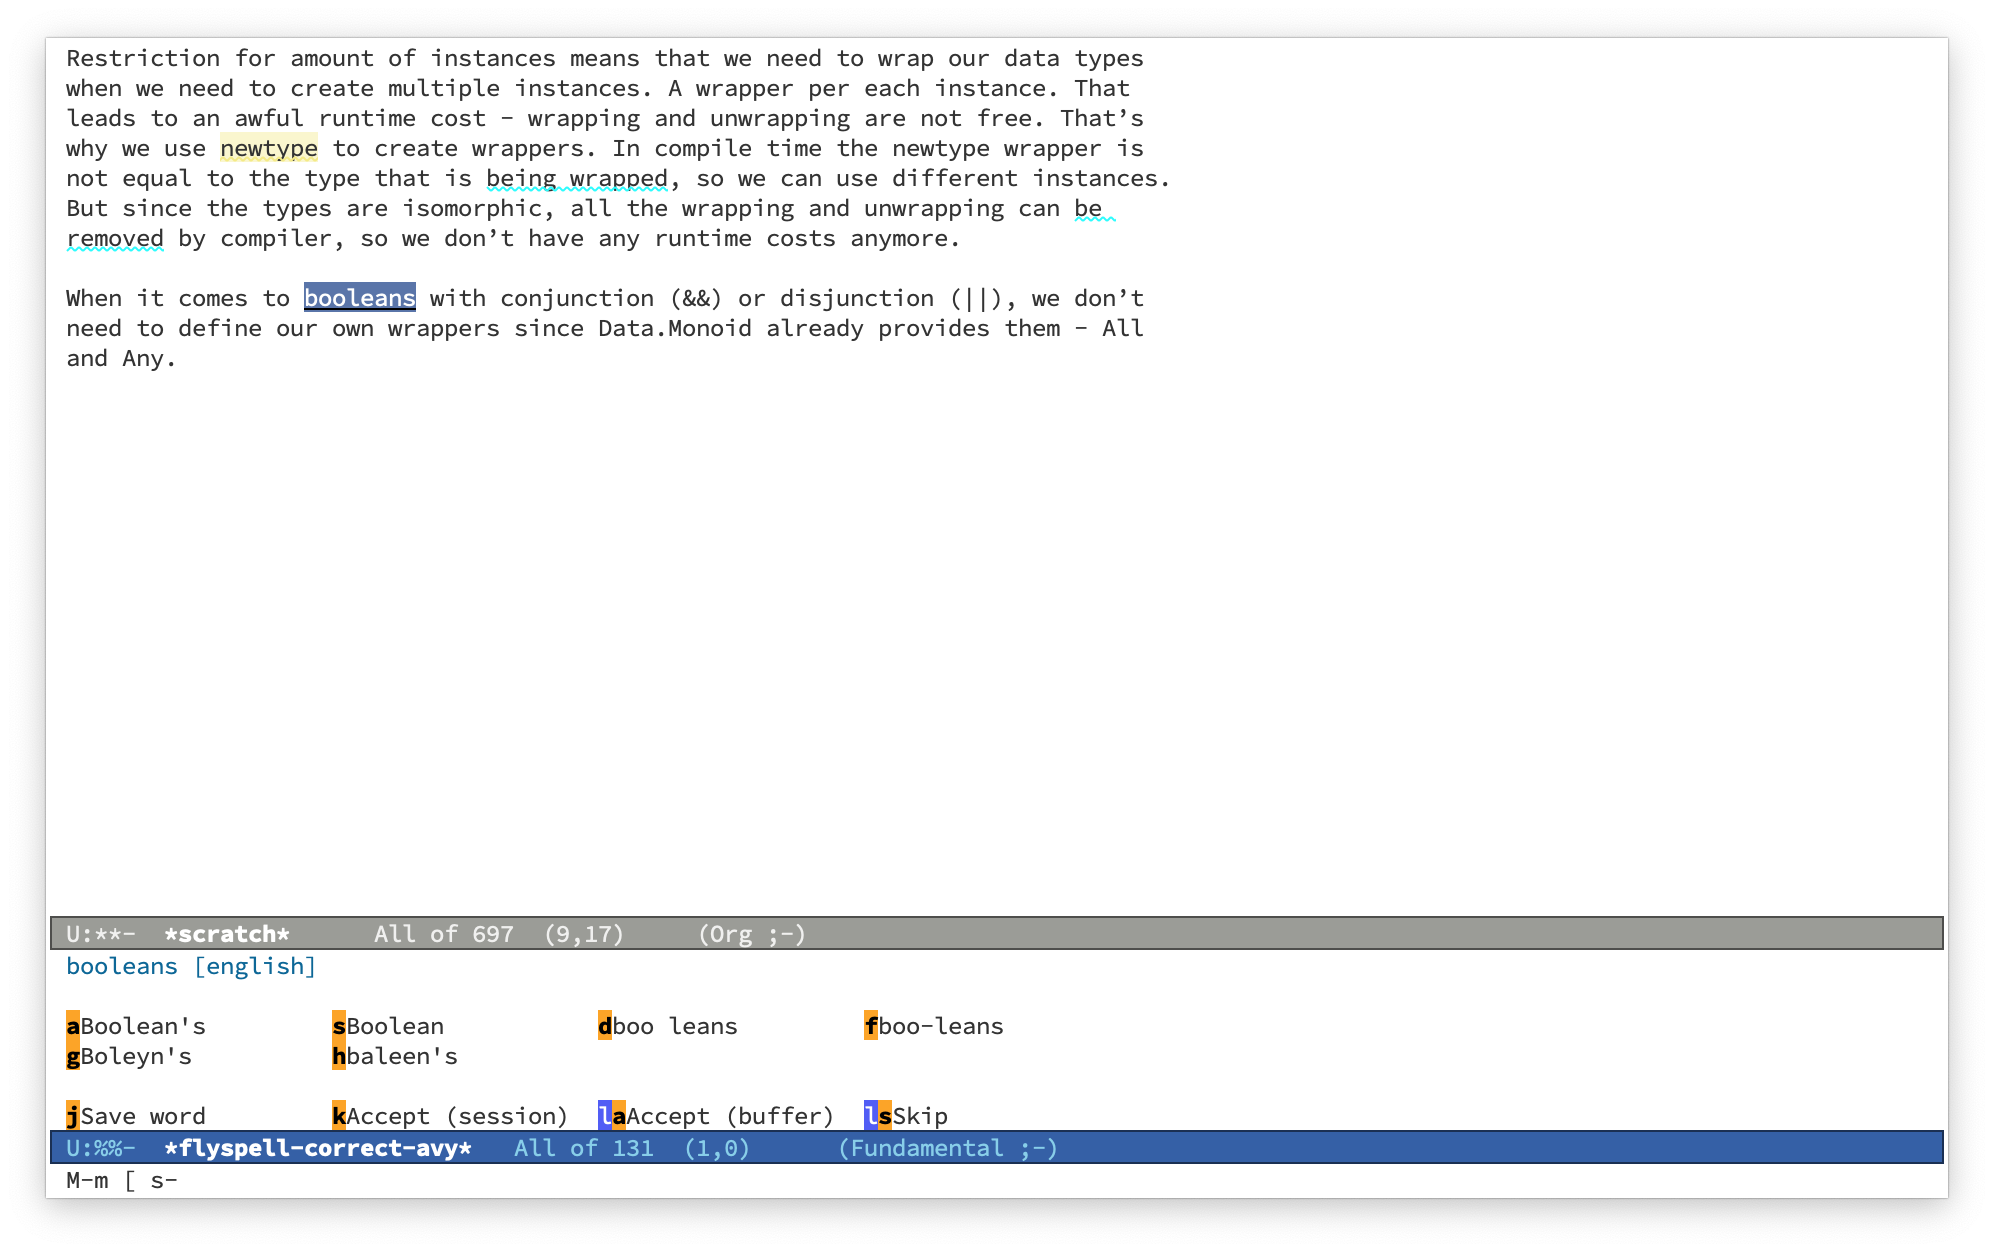 Restriction for amount of instances means that we need to wrap our data types
when we need to create multiple instances. A wrapper per each instance. That
leads to an awful runtime cost – wrapping and unwrapping are not free. That’s
why we use newtype to create wrappers. In compile time the newtype wrapper is
not equal to the type that is being wrapped, so we can use different instances.
But since the types are isomorphic, all the wrapping and unwrapping can be
removed by compiler, so we don’t have any runtime costs anymore.
When it comes to booleans with conjunction (&&) or disjunction (||), we don’t
need to define our own wrappers since Data.Monoid already provides them – All
and Any.
U:**-  *scratch*      All of 697  (9,17)     (Org ;-)
booleans [english]
aBoolean's         sBoolean           dboo leans         fboo-leans
gBoleyn's          hbaleen's
jSave word         kAccept (session)  laAccept (buffer)  lsSkip
U:%%-  *flyspell-correct-avy*   All of 131  (1,0)      (Fundamental ;-)
M-m [ s-